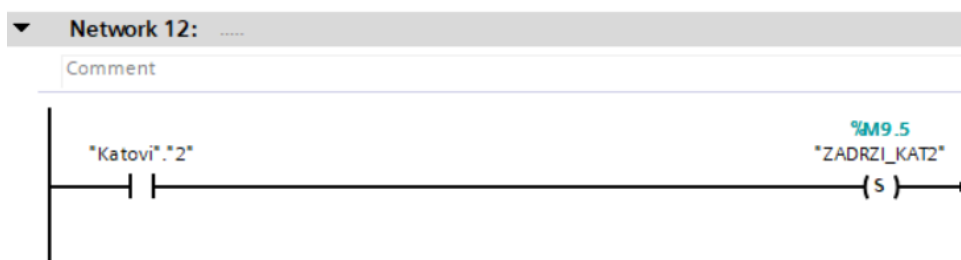 Network 12: .....
Comment
%M9.5
"Katovi"."2" "ZADRZI_KAT2"
S